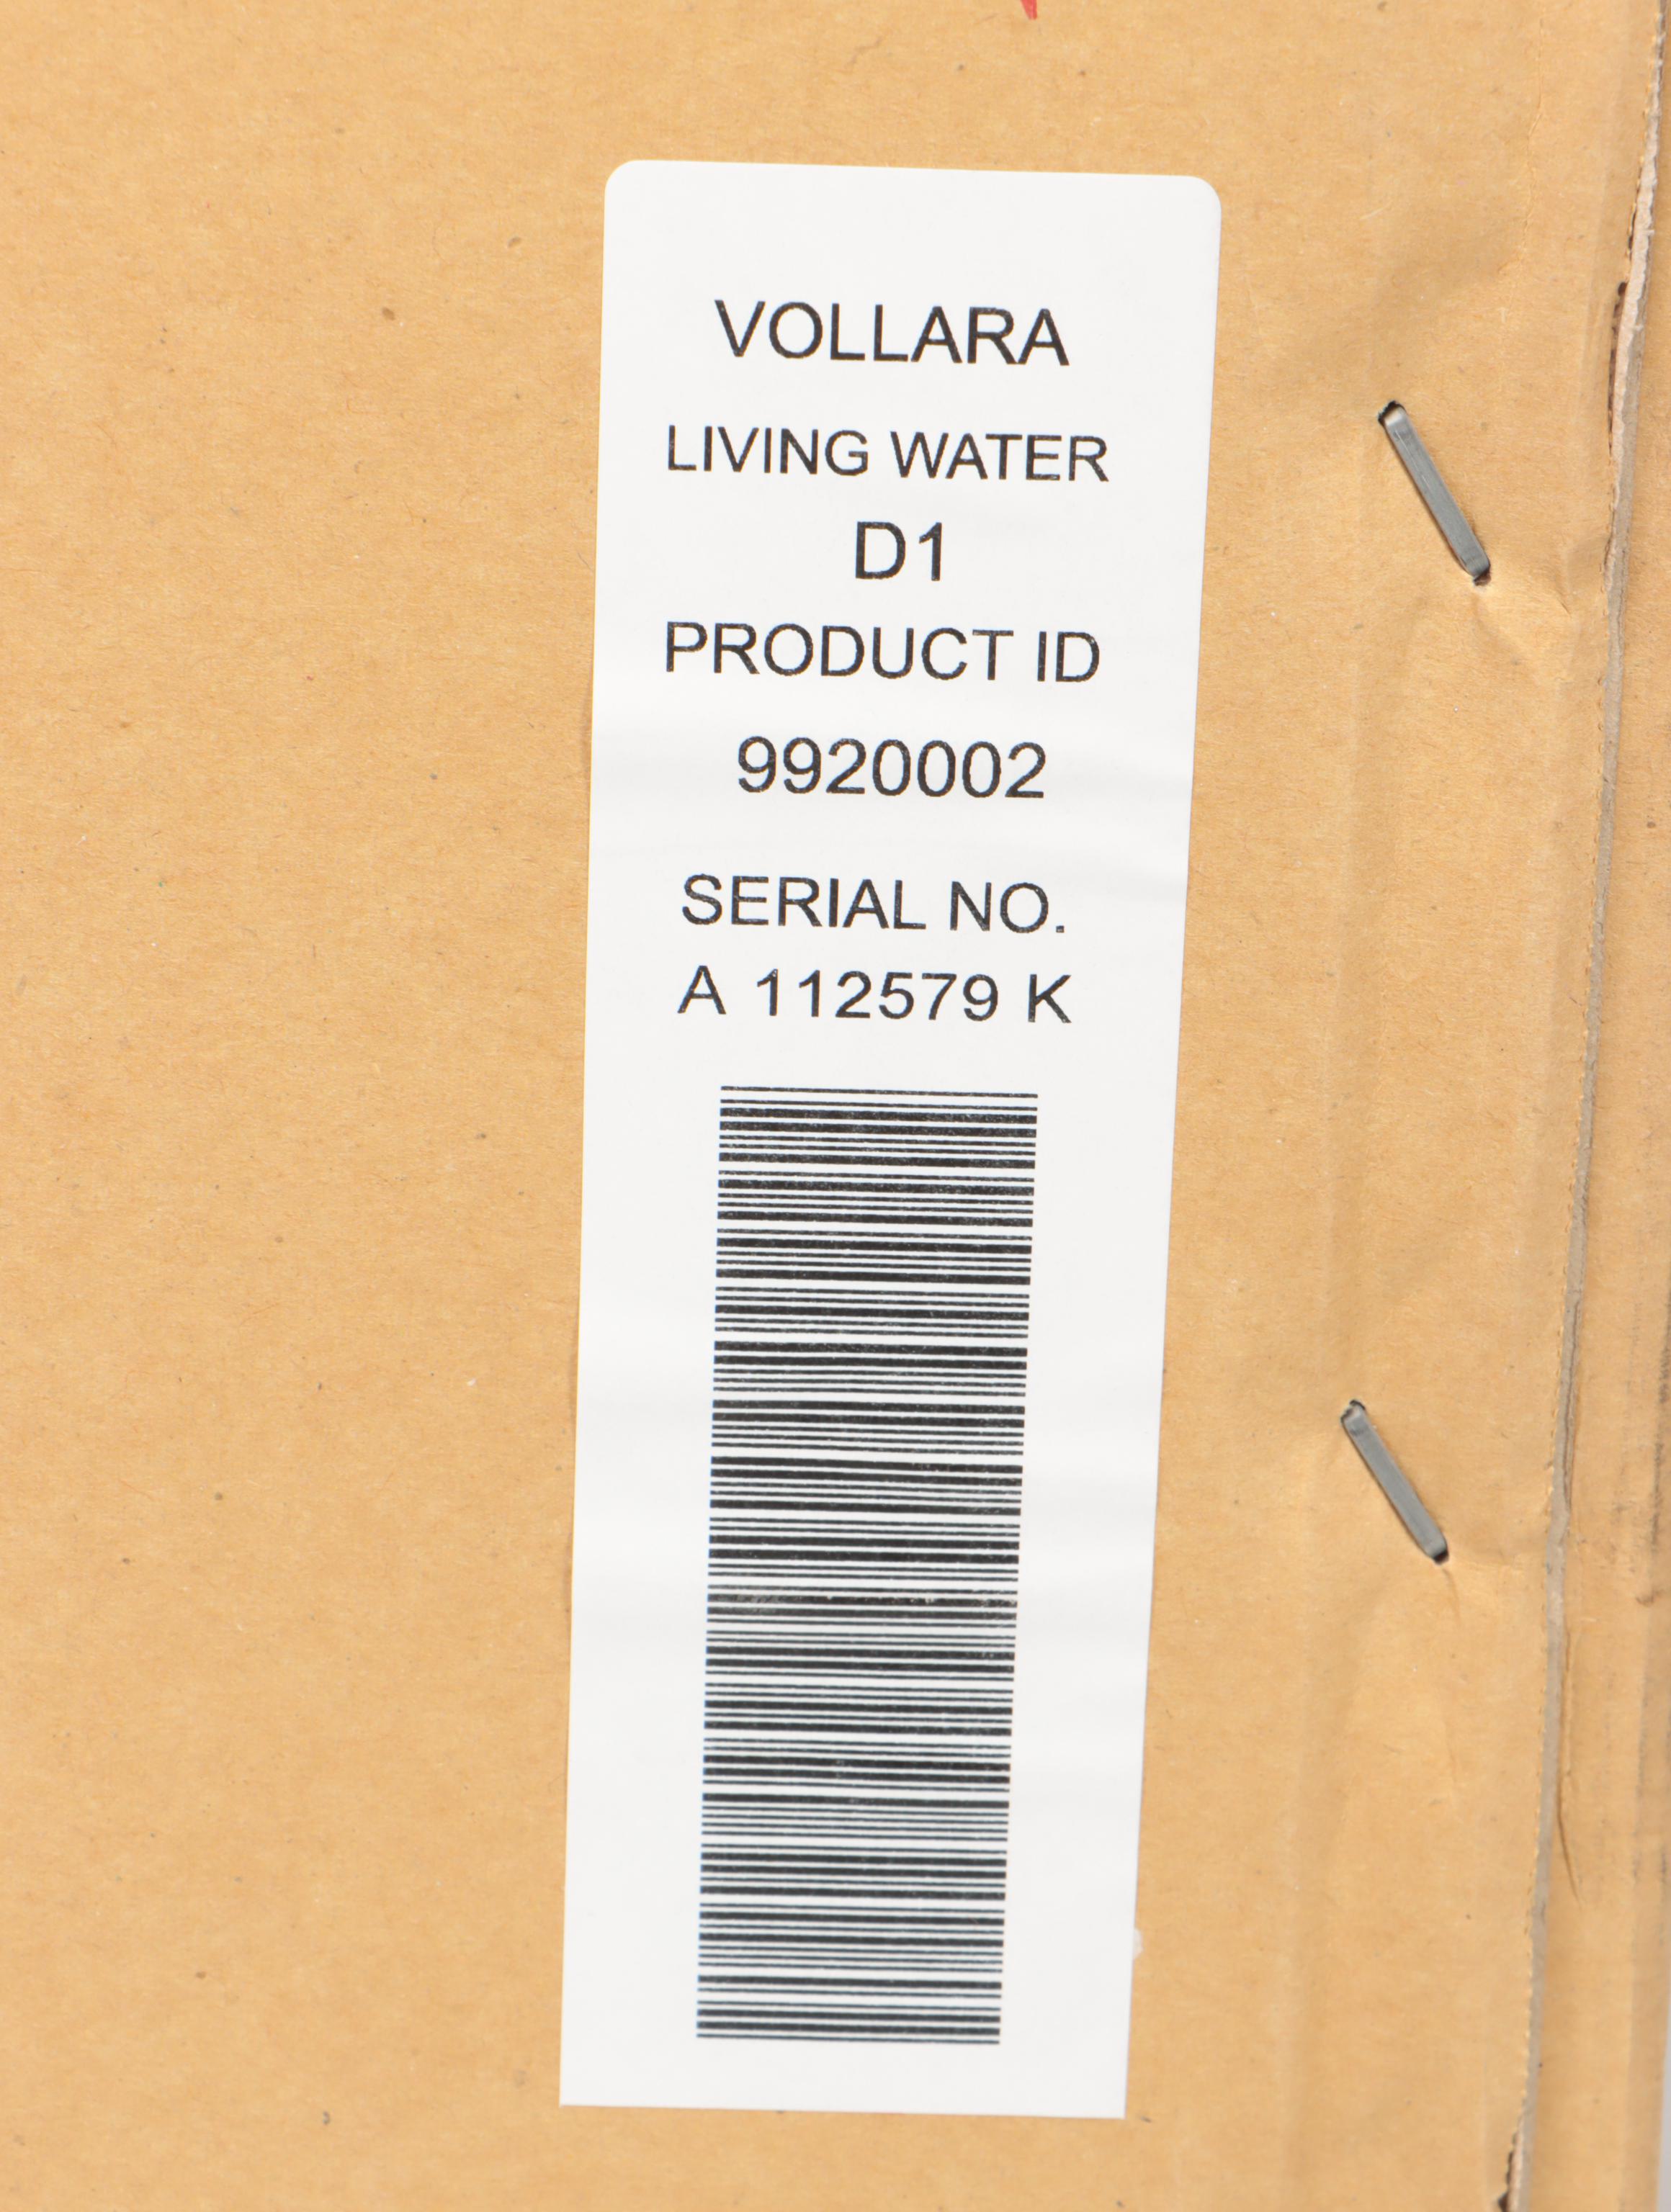 VOLLARA
LIVING WATER
D1
PRODUCT ID
9920002
SERIAL NO.
A 112579 K